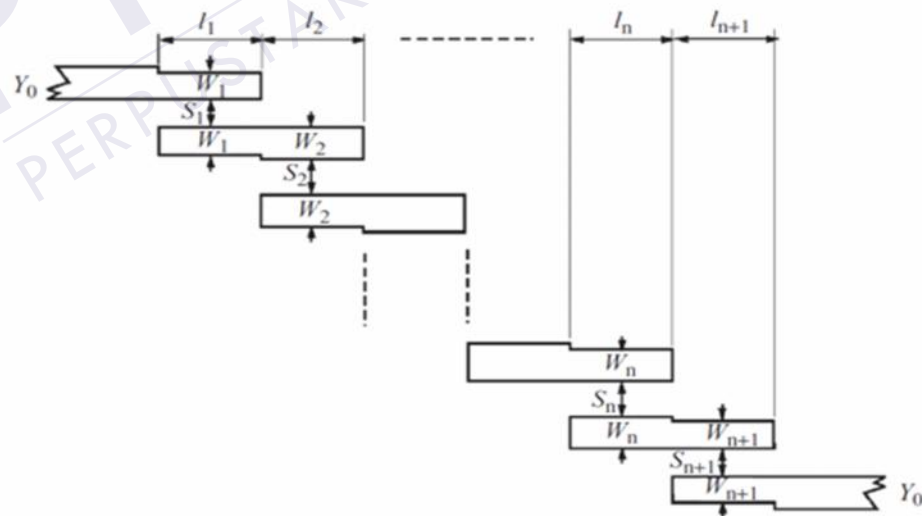 l₁ l₂ lₙ lₙ₊₁
Y₀ W₁
S₁
W₁ W₂
S₂
W₂
Wₙ
Sₙ
Wₙ Wₙ₊₁
Sₙ₊₁
Wₙ₊₁ Y₀